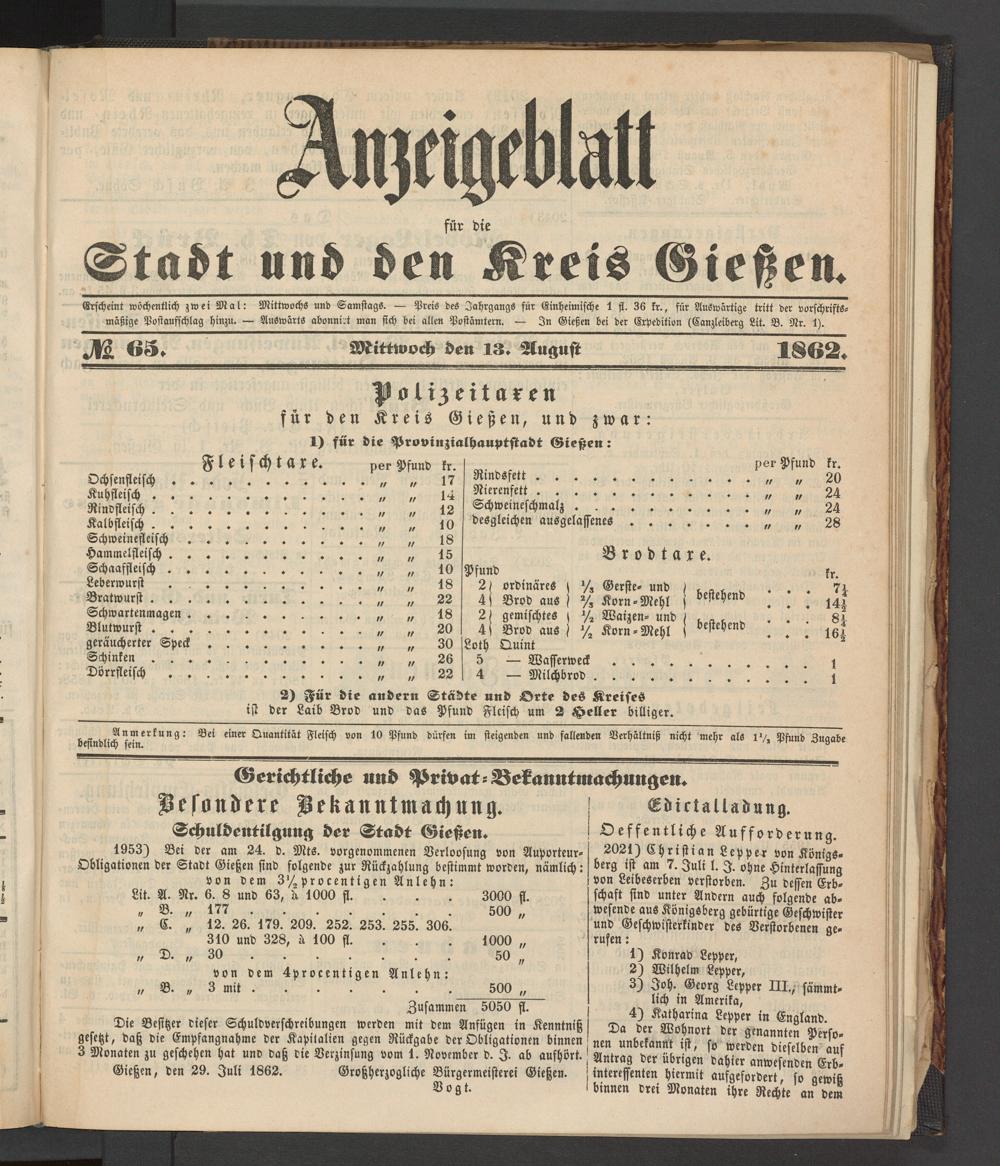 Anzeigeblatt
für die
Stadt und den Kreis Gießen.
Erscheint wöchentlich zwei Mal: Mittwochs und Samstags. — Preis des Jahrgangs für Einheimische 1 fl. 36 kr., für Auswärtige tritt der vorschrifts-
mäßige Postaufschlag hinzu. — Auswärts abonnirt man sich bei allen Postämtern. — In Gießen bei der Expedition (Canzleiberg Lit. B. Nr. 1).
№ 65. Mittwoch den 13. August 1862.
Polizeitaxen
für den Kreis Gießen, und zwar:
1) für die Provinzialhauptstadt Gießen:
Fleischtaxe. per Pfund kr.
Ochsenfleisch . . . . „ „ 17
Kuhfleisch . . . . „ „ 14
Rindfleisch . . . . „ „ 12
Kalbfleisch . . . . „ „ 10
Schweinefleisch . . . . „ „ 18
Hammelfleisch . . . . „ „ 15
Schaaffleisch . . . . „ „ 10
Leberwurst . . . . „ „ 18
Bratwurst . . . . „ „ 22
Schwartenmagen . . . . „ „ 18
Blutwurst . . . . „ „ 20
geräucherter Speck . . . . „ „ 30
Schinken . . . . „ „ 26
Dörrfleisch . . . . „ „ 22
per Pfund kr.
Rindsfett . . . . „ „ 20
Nierenfett . . . . „ „ 24
Schweineschmalz . . . . „ „ 24
desgleichen ausgelassenes . . . . „ „ 28
Brodtaxe.
Pfund kr.
2 } ordinäres { 1/3 Gerste- und } bestehend . . . 7¼
4 } Brod aus { 2/3 Korn-Mehl . . . 14½
2 } gemischtes { 1/2 Waizen- und } bestehend . . . 8¼
4 } Brod aus { 1/2 Korn-Mehl . . . 16½
Loth Quint
5 — Wasserweck . . . . 1
4 — Milchbrod . . . . 1
2) Für die andern Städte und Orte des Kreises
ist der Laib Brod und das Pfund Fleisch um 2 Heller billiger.
Anmerkung: Bei einer Quantität Fleisch von 10 Pfund dürfen im steigenden und fallenden Verhältniß nicht mehr als 1 1/2 Pfund Zugabe
befindlich sein.
Gerichtliche und Privat-Bekanntmachungen.
Besondere Bekanntmachung.
Schuldentilgung der Stadt Gießen.
1953) Bei der am 24. d. Mts. vorgenommenen Verloosung von Auporteur-
Obligationen der Stadt Gießen sind folgende zur Rückzahlung bestimmt worden, nämlich:
von dem 3½procentigen Anlehn:
Lit. A. Nr. 6. 8 und 63, à 1000 fl. . . . 3000 fl.
„ B. „ 177 . . . . 500 „
„ C. „ 12. 26. 179. 209. 252. 253. 255. 306.
310 und 328, à 100 fl. . . . 1000 „
„ D. „ 30 . . . . 50 „
von dem 4procentigen Anlehn:
„ B. „ 3 mit . . . . 500 „
Zusammen 5050 fl.
Die Besitzer dieser Schuldverschreibungen werden mit dem Anfügen in Kenntniß
gesetzt, daß die Empfangnahme der Kapitalien gegen Rückgabe der Obligationen binnen
3 Monaten zu geschehen hat und daß die Verzinsung vom 1. November d. J. ab aufhört.
Gießen, den 29. Juli 1862. Großherzogliche Bürgermeisterei Gießen.
Vogt.
Edictalladung.
Oeffentliche Aufforderung.
2021) Christian Lepper von Königs-
berg ist am 7. Juli l. J. ohne Hinterlassung
von Leibeserben verstorben. Zu dessen Erb-
schaft sind unter Andern auch folgende ab-
wesende aus Königsberg gebürtige Geschwister
und Geschwisterkinder des Verstorbenen ge-
rufen:
1) Konrad Lepper,
2) Wilhelm Lepper,
3) Joh. Georg Lepper III., sämmt-
lich in Amerika,
4) Katharina Lepper in England.
Da der Wohnort der genannten Perso-
nen unbekannt ist, so werden dieselben auf
Antrag der übrigen dahier anwesenden Erb-
interessenten hiermit aufgefordert, so gewiß
binnen drei Monaten ihre Rechte an dem